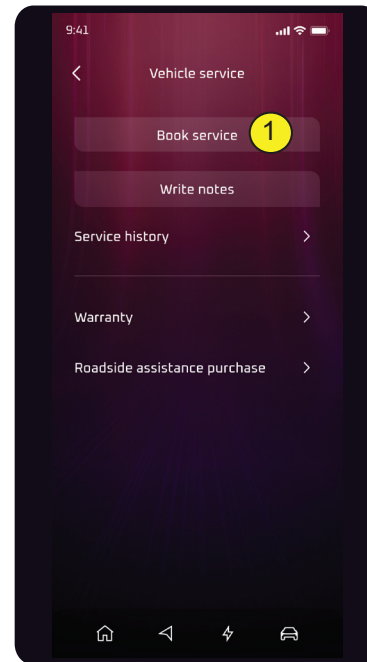 9:41
Vehicle service
Book service
1
Write notes
Service history
Warranty
Roadside assistance purchase